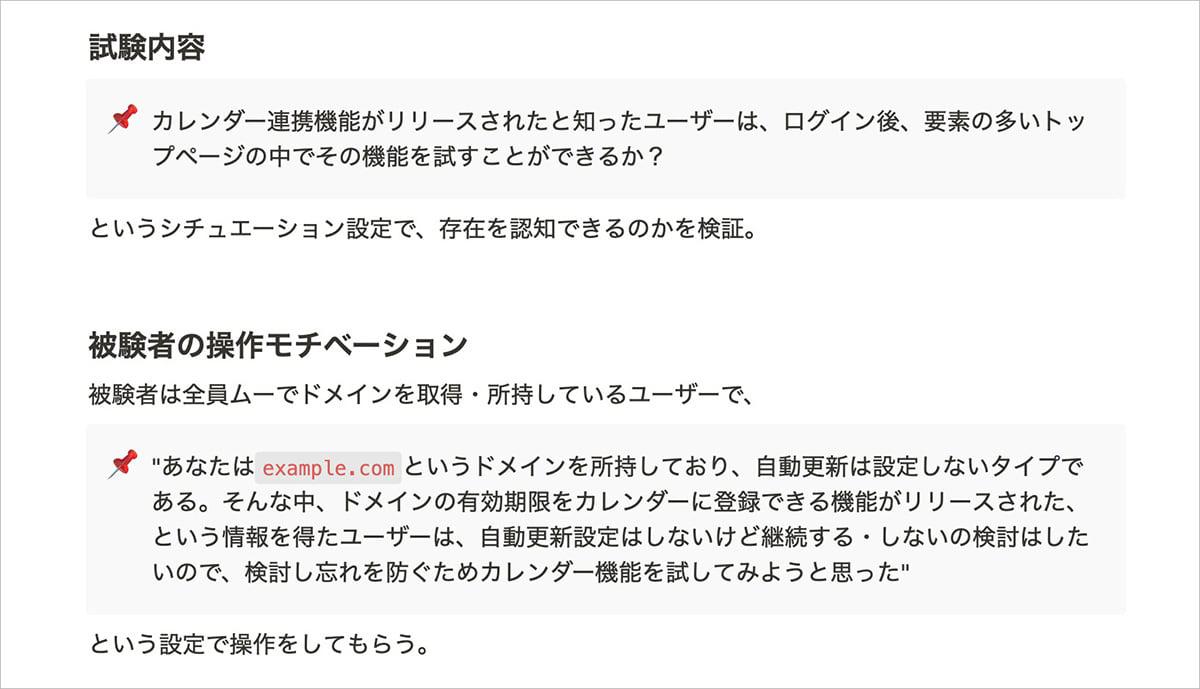 試験内容
カレンダー連携機能がリリースされたと知ったユーザーは、ログイン後、要素の多いトッ
プページの中でその機能を試すことができるか？
というシチュエーション設定で、存在を認知できるのかを検証。
被験者の操作モチベーション
被験者は全員ムーでドメインを取得・所持しているユーザーで、
"あなたは example.com というドメインを所持しており、自動更新は設定しないタイプで
ある。そんな中、ドメインの有効期限をカレンダーに登録できる機能がリリースされた、
という情報を得たユーザーは、自動更新設定はしないけど継続する・しないの検討はした
いので、検討し忘れを防ぐためカレンダー機能を試してみようと思った"
という設定で操作をしてもらう。